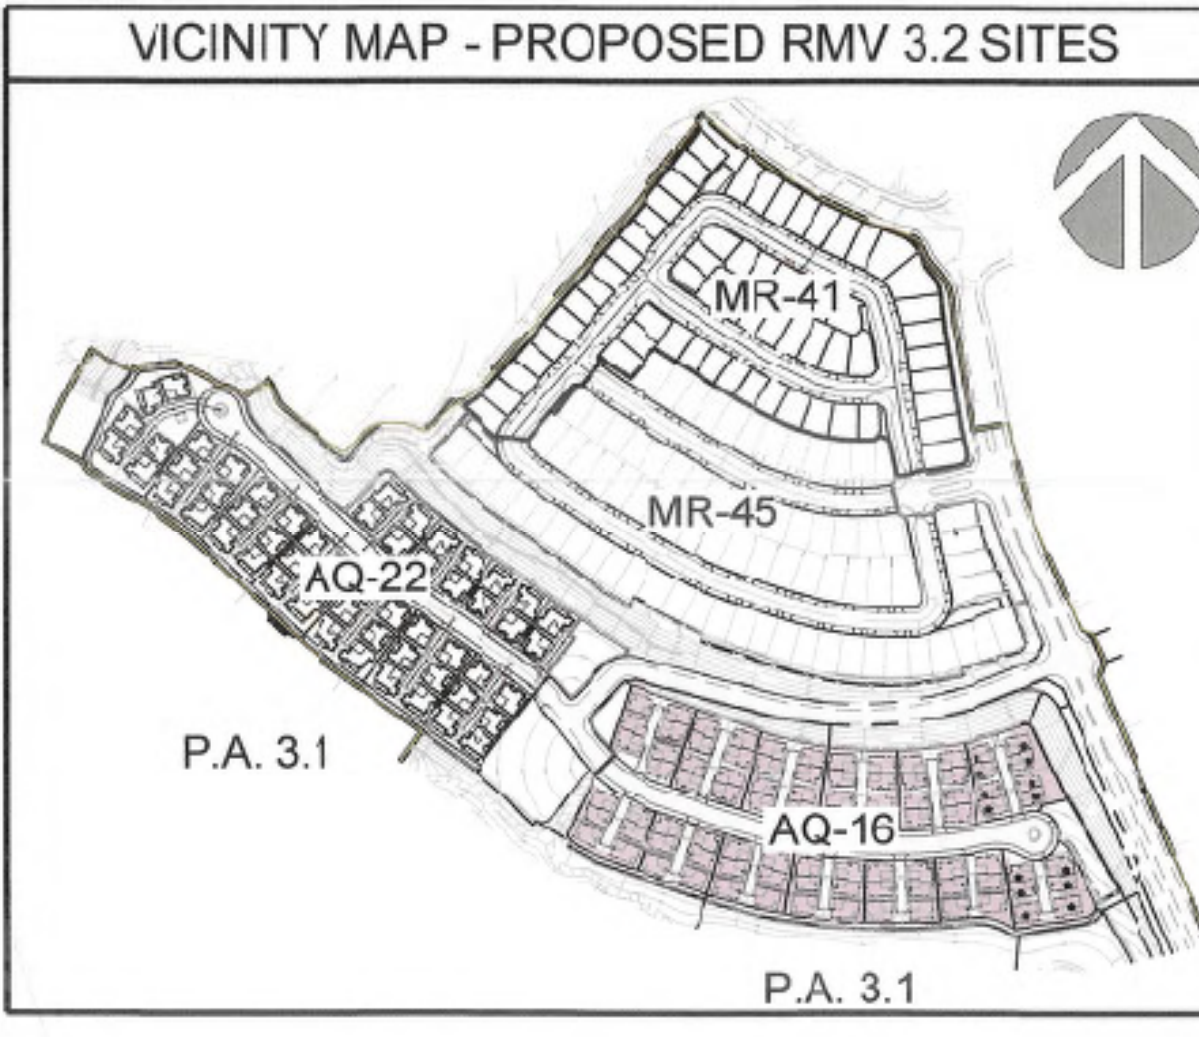 VICINITY MAP - PROPOSED RMV 3.2 SITES
MR-41
MR-45
AQ-22
P.A. 3.1
AQ-16
P.A. 3.1